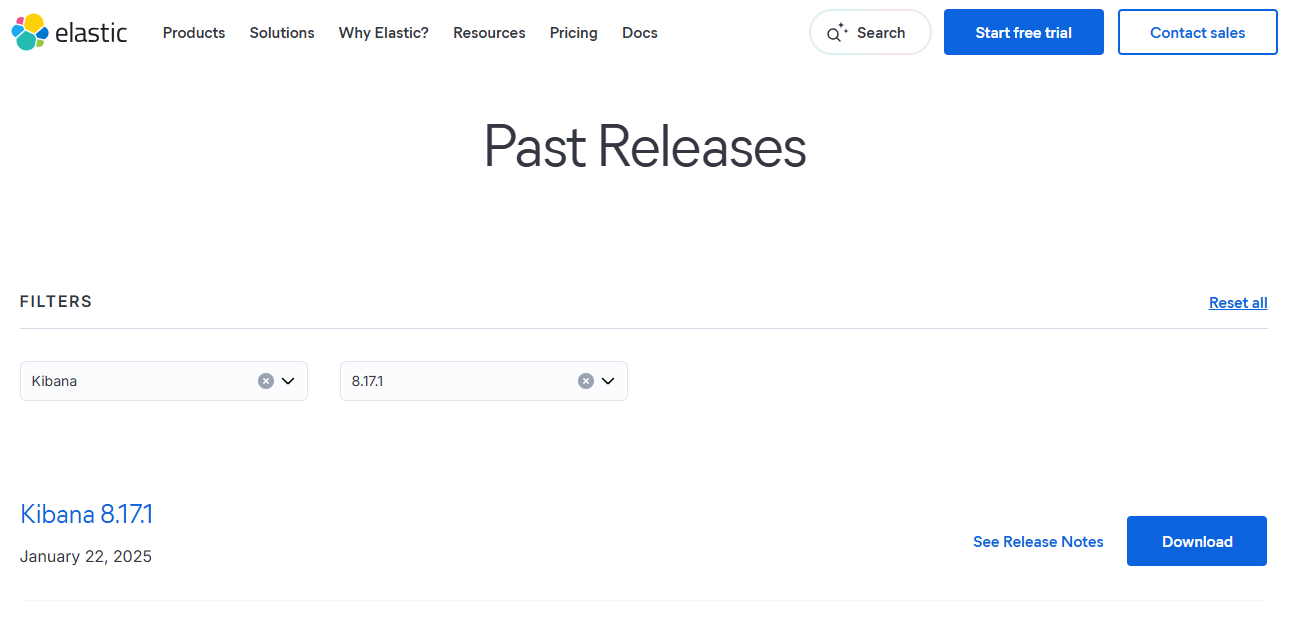 elastic Products Solutions Why Elastic? Resources Pricing Docs Search Start free trial Contact sales
Past Releases
FILTERS Reset all
Kibana 8.17.1
Kibana 8.17.1
January 22, 2025
See Release Notes Download